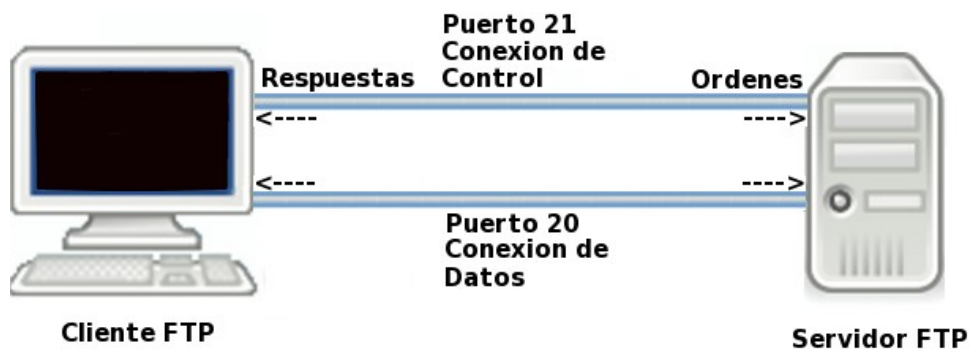 Puerto 21
Conexion de
Control
Respuestas
Ordenes
<----
---->
<----
---->
Puerto 20
Conexion de
Datos
Cliente FTP
Servidor FTP